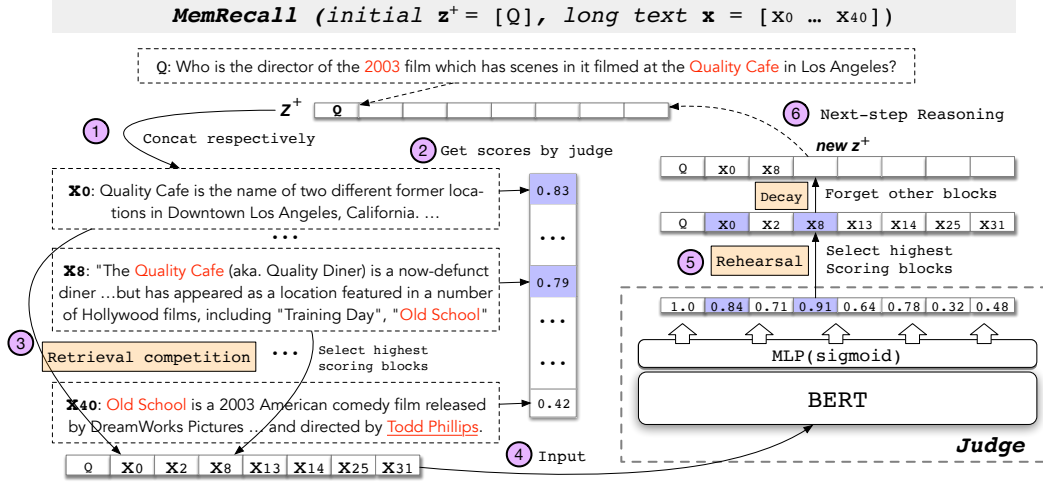 MemRecall (initial z+ = [Q], long text x = [x0 … x40])
Q: Who is the director of the 2003 film which has scenes in it filmed at the Quality Cafe in Los Angeles?
z+
Q
1
Concat respectively
2 Get scores by judge
x0: Quality Cafe is the name of two different former loca-
tions in Downtown Los Angeles, California. …
...
x8: "The Quality Cafe (aka. Quality Diner) is a now-defunct
diner …but has appeared as a location featured in a number
of Hollywood films, including "Training Day", "Old School"
3
Retrieval competition
...
Select highest
scoring blocks
x40: Old School is a 2003 American comedy film released
by DreamWorks Pictures … and directed by Todd Phillips.
0.83
...
0.79
...
...
0.42
Q x0 x2 x8 x13 x14 x25 x31
4 Input
6 Next-step Reasoning
new z+
Q x0 x8
Decay
Forget other blocks
Q x0 x2 x8 x13 x14 x25 x31
5
Rehearsal
Select highest
Scoring blocks
1.0 0.84 0.71 0.91 0.64 0.78 0.32 0.48
MLP(sigmoid)
BERT
Judge